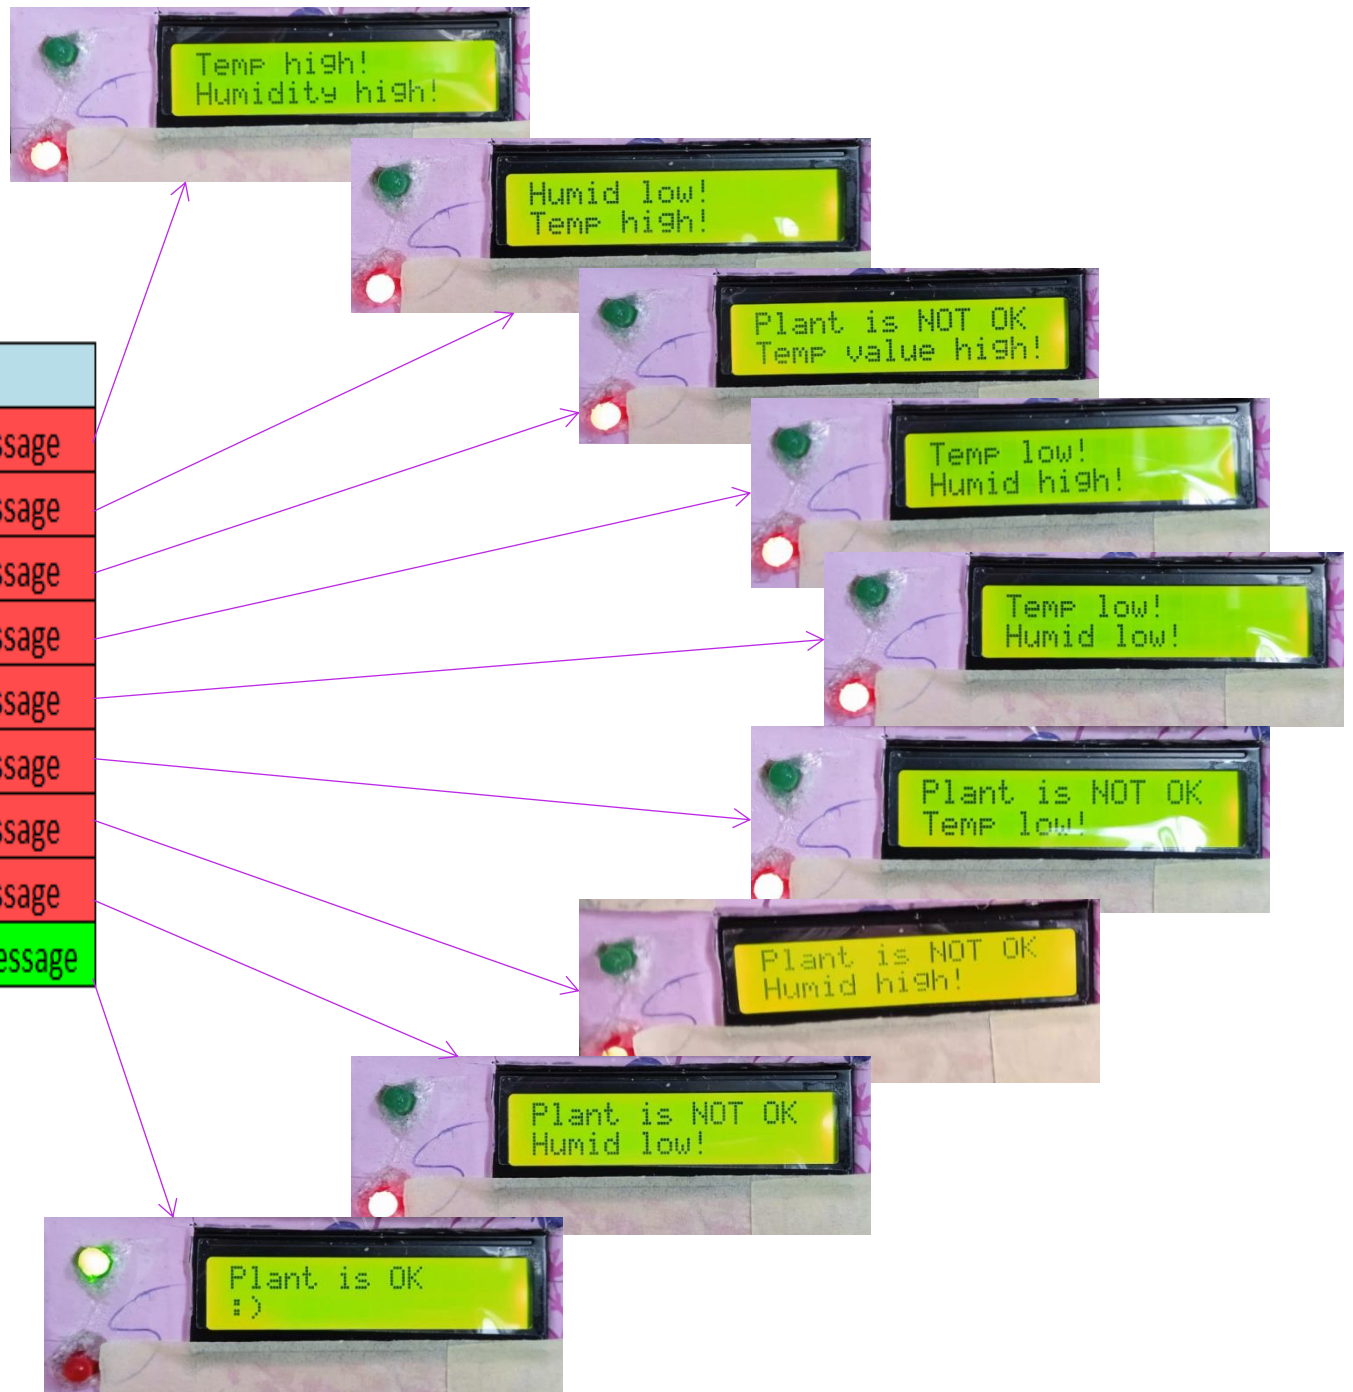 Temp high!
Humidity high!
Humid low!
Temp high!
Plant is NOT OK
Temp value high!
Temp low!
Humid high!
Temp low!
Humid low!
Plant is NOT OK
Temp low!
Plant is NOT OK
Humid high!
Plant is NOT OK
Humid low!
Plant is OK
:)
ssage
ssage
ssage
ssage
ssage
ssage
ssage
ssage
essage